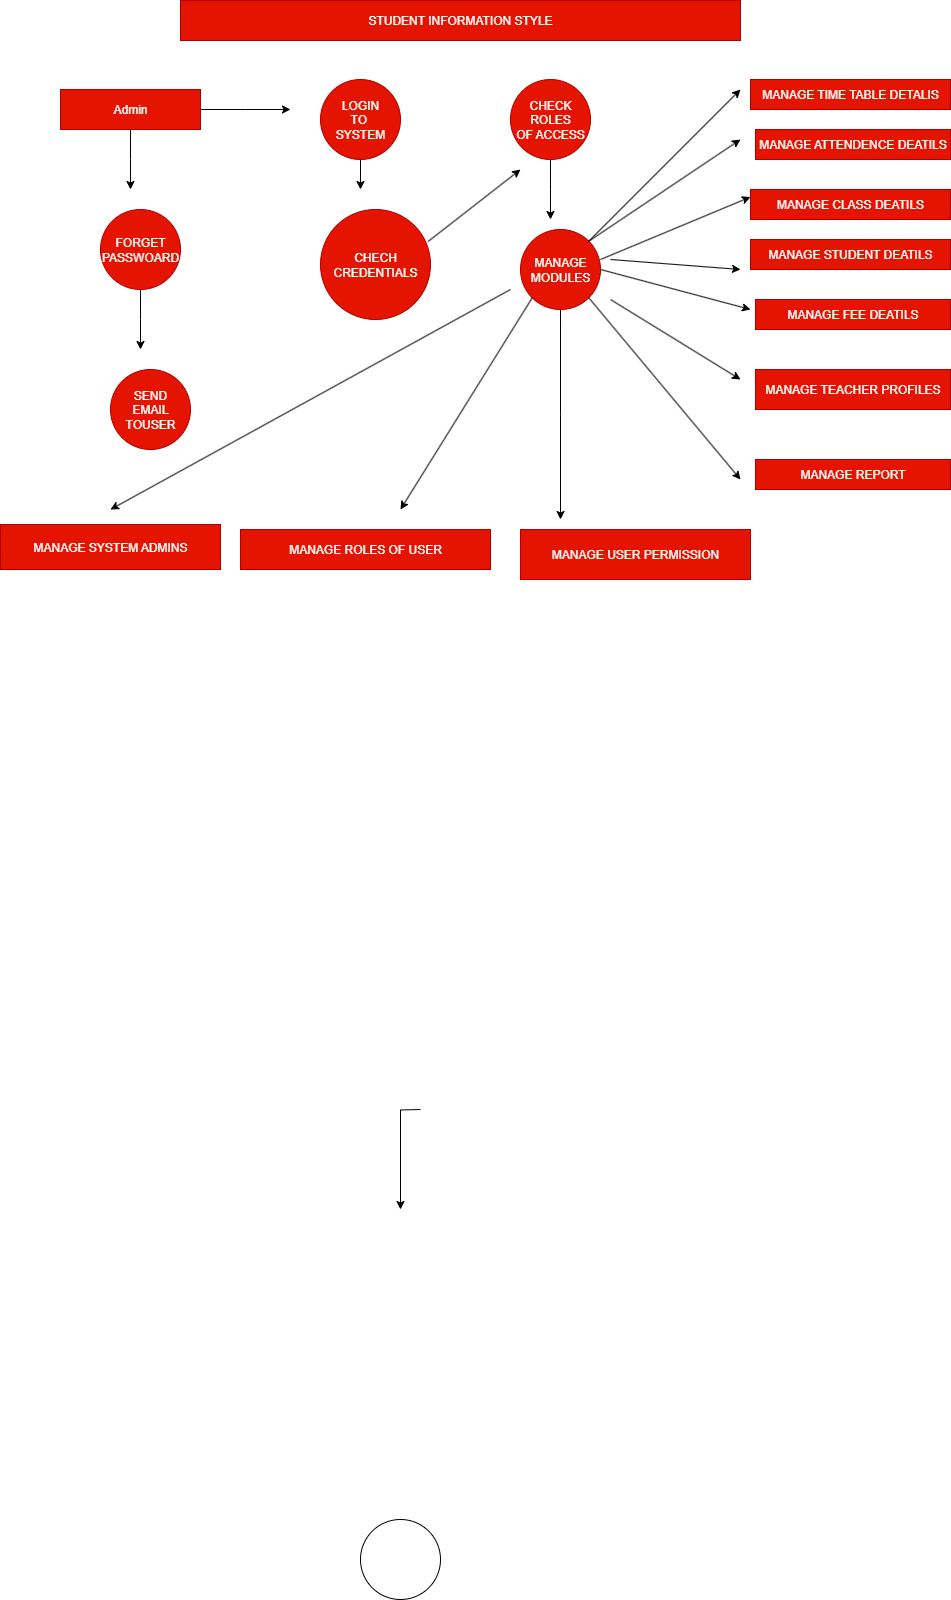 STUDENT INFORMATION STYLE
Admin
LOGIN
TO
SYSTEM
CHECK
ROLES
OF ACCESS
MANAGE TIME TABLE DETALIS
MANAGE ATTENDENCE DEATILS
MANAGE CLASS DEATILS
FORGET
PASSWOARD
CHECH
CREDENTIALS
MANAGE
MODULES
MANAGE STUDENT DEATILS
MANAGE FEE DEATILS
SEND
EMAIL
TOUSER
MANAGE TEACHER PROFILES
MANAGE REPORT
MANAGE SYSTEM ADMINS
MANAGE ROLES OF USER
MANAGE USER PERMISSION